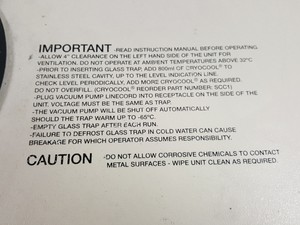 IMPORTANT -READ INSTRUCTION MANUAL BEFORE OPERATING.
-ALLOW 4" CLEARANCE ON THE LEFT HAND SIDE OF THE UNIT FOR
VENTILATION. DO NOT OPERATE AT AMBIENT TEMPERATURES ABOVE 32°C
-PRIOR TO INSERTING GLASS TRAP, ADD 800ml OF CRYOCOOL® TO
STAINLESS STEEL CAVITY, UP TO THE LEVEL INDICATION LINE.
CHECK LEVEL PERIODICALLY, ADD MORE CRYOCOOL® AS REQUIRED.
DO NOT OVERFILL (CRYOCOOL® REORDER PART NUMBER: SCC1)
-PLUG VACUUM PUMP LINECORD INTO RECEPTACLE ON THE SIDE OF THE
UNIT. VOLTAGE MUST BE THE SAME AS TRAP.
-THE VACUUM PUMP WILL BE SHUT OFF AUTOMATICALLY
SHOULD THE TRAP WARM UP TO -65°C.
-EMPTY GLASS TRAP AFTER EACH RUN.
-FAILURE TO DEFROST GLASS TRAP IN COLD WATER CAN CAUSE
BREAKAGE FOR WHICH OPERATOR ASSUMES RESPONSIBILITY.
CAUTION -DO NOT ALLOW CORROSIVE CHEMICALS TO CONTACT
METAL SURFACES - WIPE UNIT CLEAN AS REQUIRED.